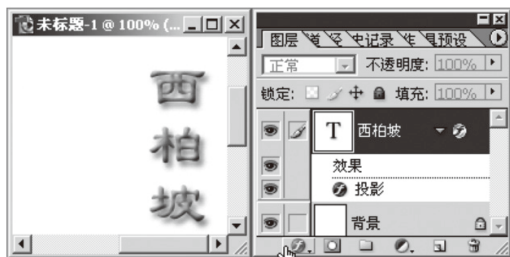 未标题-1 @ 100% (...
西
柏
坡
图层 史记录 预设
正常 不透明度: 100%
锁定: 填充: 100%
T 西柏坡
效果
投影
背景